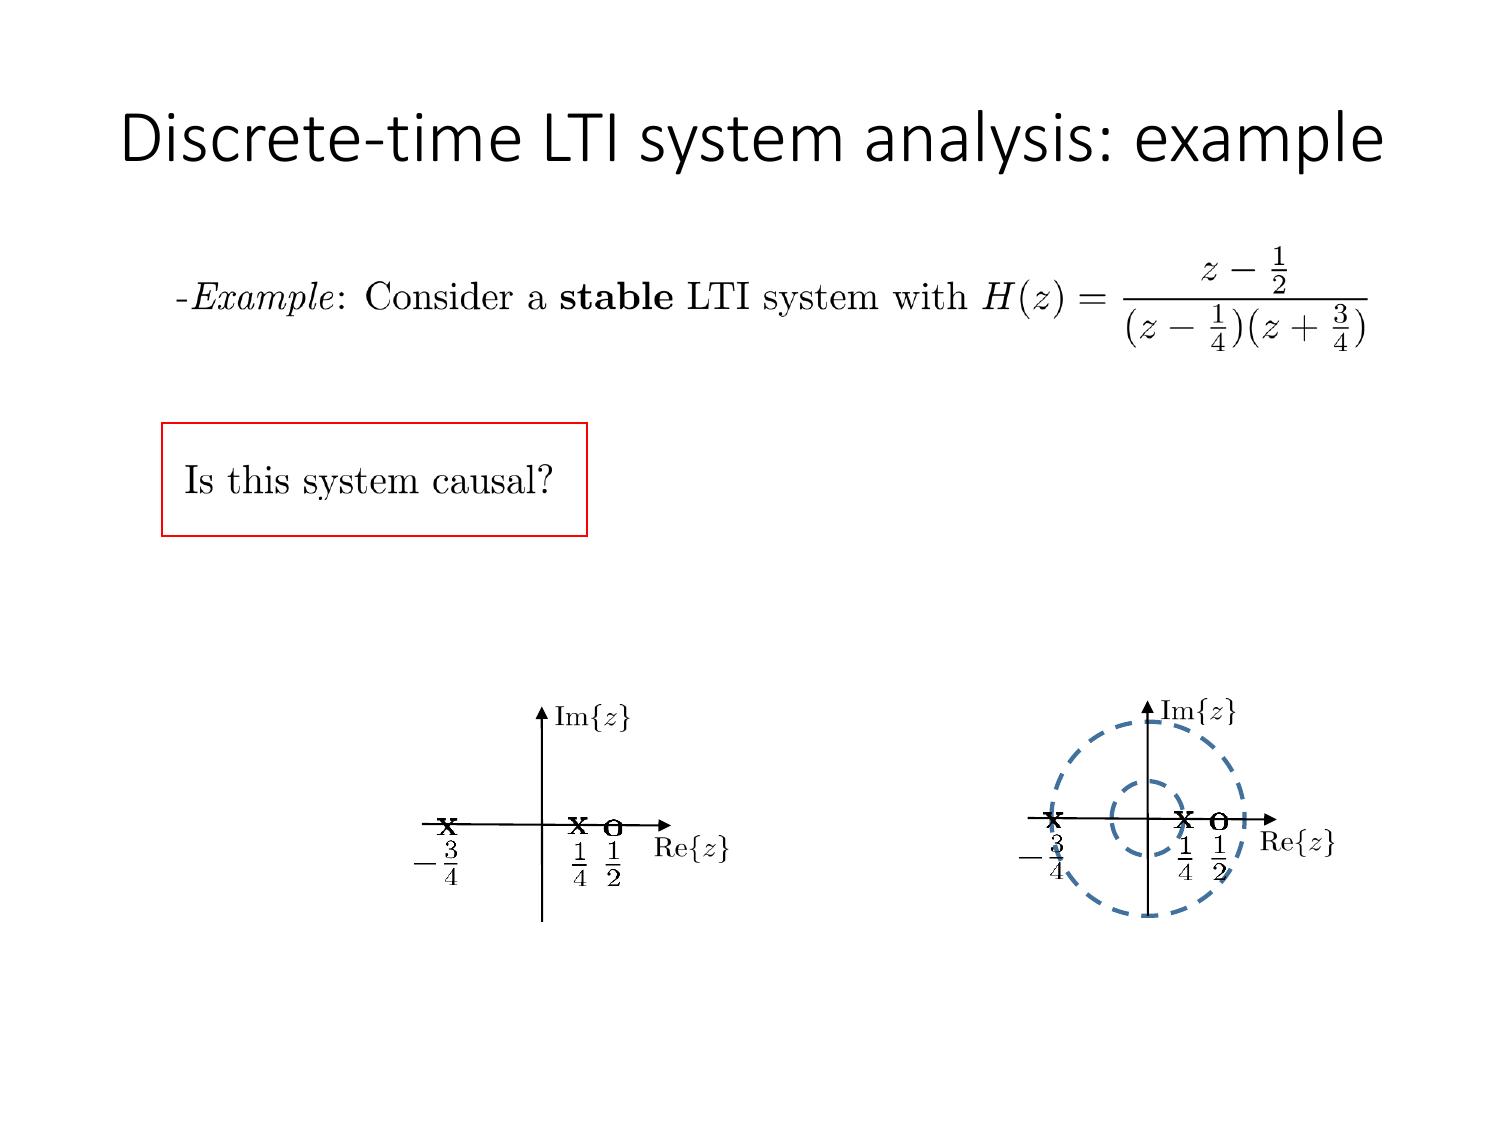 Discrete-time LTI system analysis: example
-Example: Consider a stable LTI system with $H(z) = \frac{z - \frac{1}{2}}{(z - \frac{1}{4})(z + \frac{3}{4})}$
Is this system causal?
Im{z}
x x o
Re{z}
$-\frac{3}{4}$ $\frac{1}{4}$ $\frac{1}{2}$
Im{z}
x x o
Re{z}
$-\frac{3}{4}$ $\frac{1}{4}$ $\frac{1}{2}$